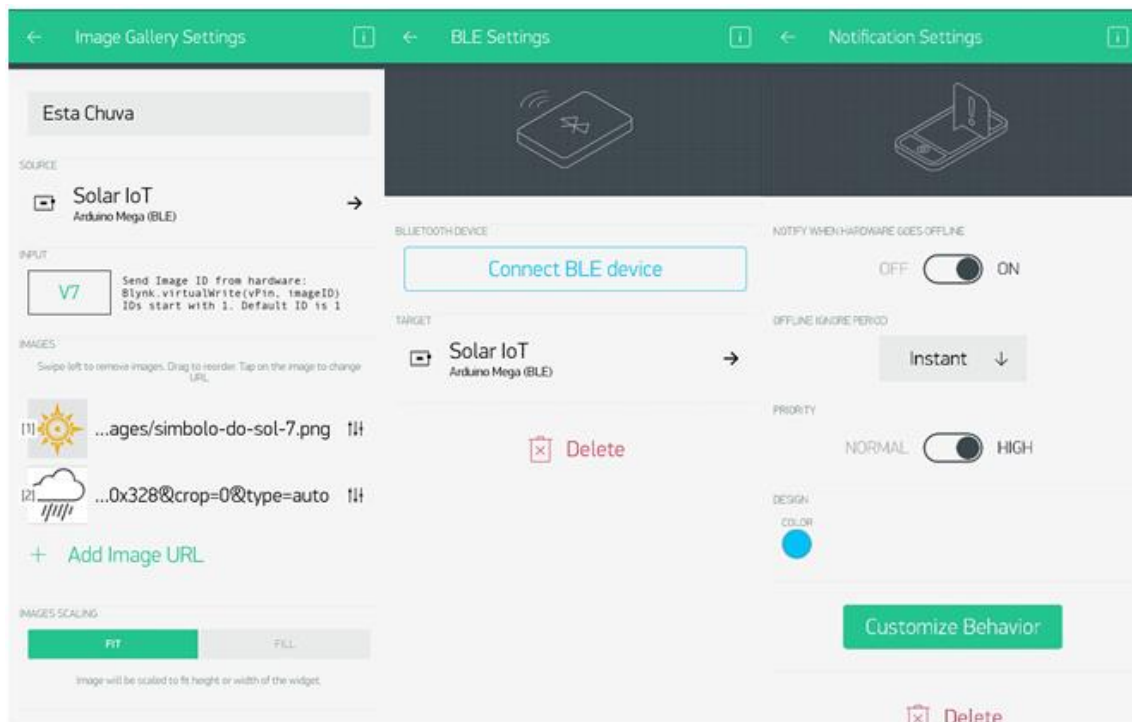 Image Gallery Settings
Esta Chuva
SOURCE
Solar IoT
Arduino Mega (BLE)
INPUT
V7
Send Image ID from hardware:
Blynk.virtualWrite(vPin, imageID)
IDs start with 1. Default ID is 1
IMAGES
Swipe left to remove images. Drag to reorder. Tap on the image to change
URL
[1] ...ages/simbolo-do-sol-7.png
[2] ...0x328&crop=0&type=auto
+ Add Image URL
IMAGES SCALING
FIT FILL
Image will be scaled to fit height or width of the widget.
BLE Settings
BLUETOOTH DEVICE
Connect BLE device
TARGET
Solar IoT
Arduino Mega (BLE)
Delete
Notification Settings
NOTIFY WHEN HARDWARE GOES OFFLINE
OFF ON
OFFLINE IGNORE PERIOD
Instant
PRIORITY
NORMAL HIGH
DESIGN
COLOR
Customize Behavior
Delete